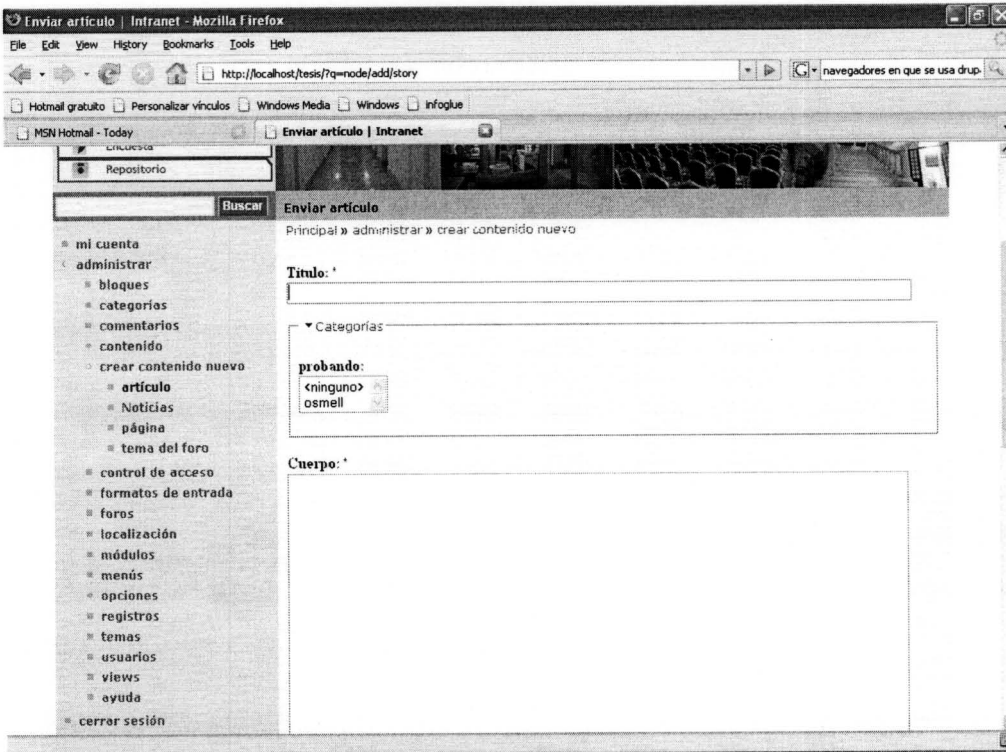 Enviar artículo | Intranet - Mozilla Firefox
File Edit View History Bookmarks Tools Help
http://localhost/tesis/?q=node/add/story
G navegadores en que se usa drup
Hotmail gratuito Personalizar vínculos Windows Media Windows infoglue
MSN Hotmail - Today
Enviar artículo | Intranet
Encuesta
Repositorio
Buscar
Enviar artículo
Principal » administrar » crear contenido nuevo
mi cuenta
administrar
bloques
categorías
comentarios
contenido
crear contenido nuevo
artículo
Noticias
página
tema del foro
control de acceso
formatos de entrada
foros
localización
módulos
menús
opciones
registros
temas
usuarios
views
ayuda
cerrar sesión
Título: *
Categorías
probando:
<ninguno>
osmell
Cuerpo: *